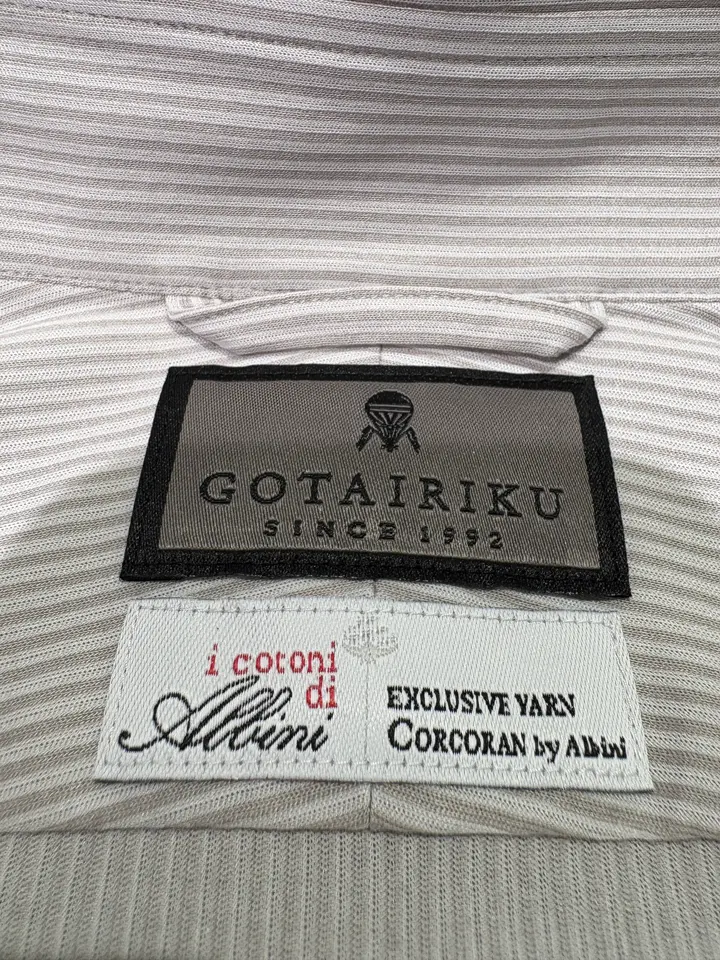 GOTAIRIKU
SINCE 1992
i cotoni
di
Albini
EXCLUSIVE YARN
CORCORAN by Albini